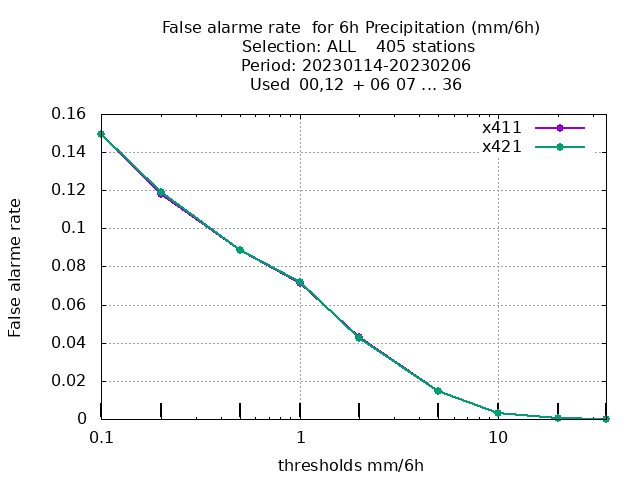 False alarme rate  for 6h Precipitation (mm/6h)
Selection: ALL    405 stations
Period: 20230114-20230206
Used  00,12  + 06 07 ... 36
x411
x421
0.16
0.14
0.12
0.1
0.08
0.06
0.04
0.02
0
False alarme rate
0.1
1
10
thresholds mm/6h